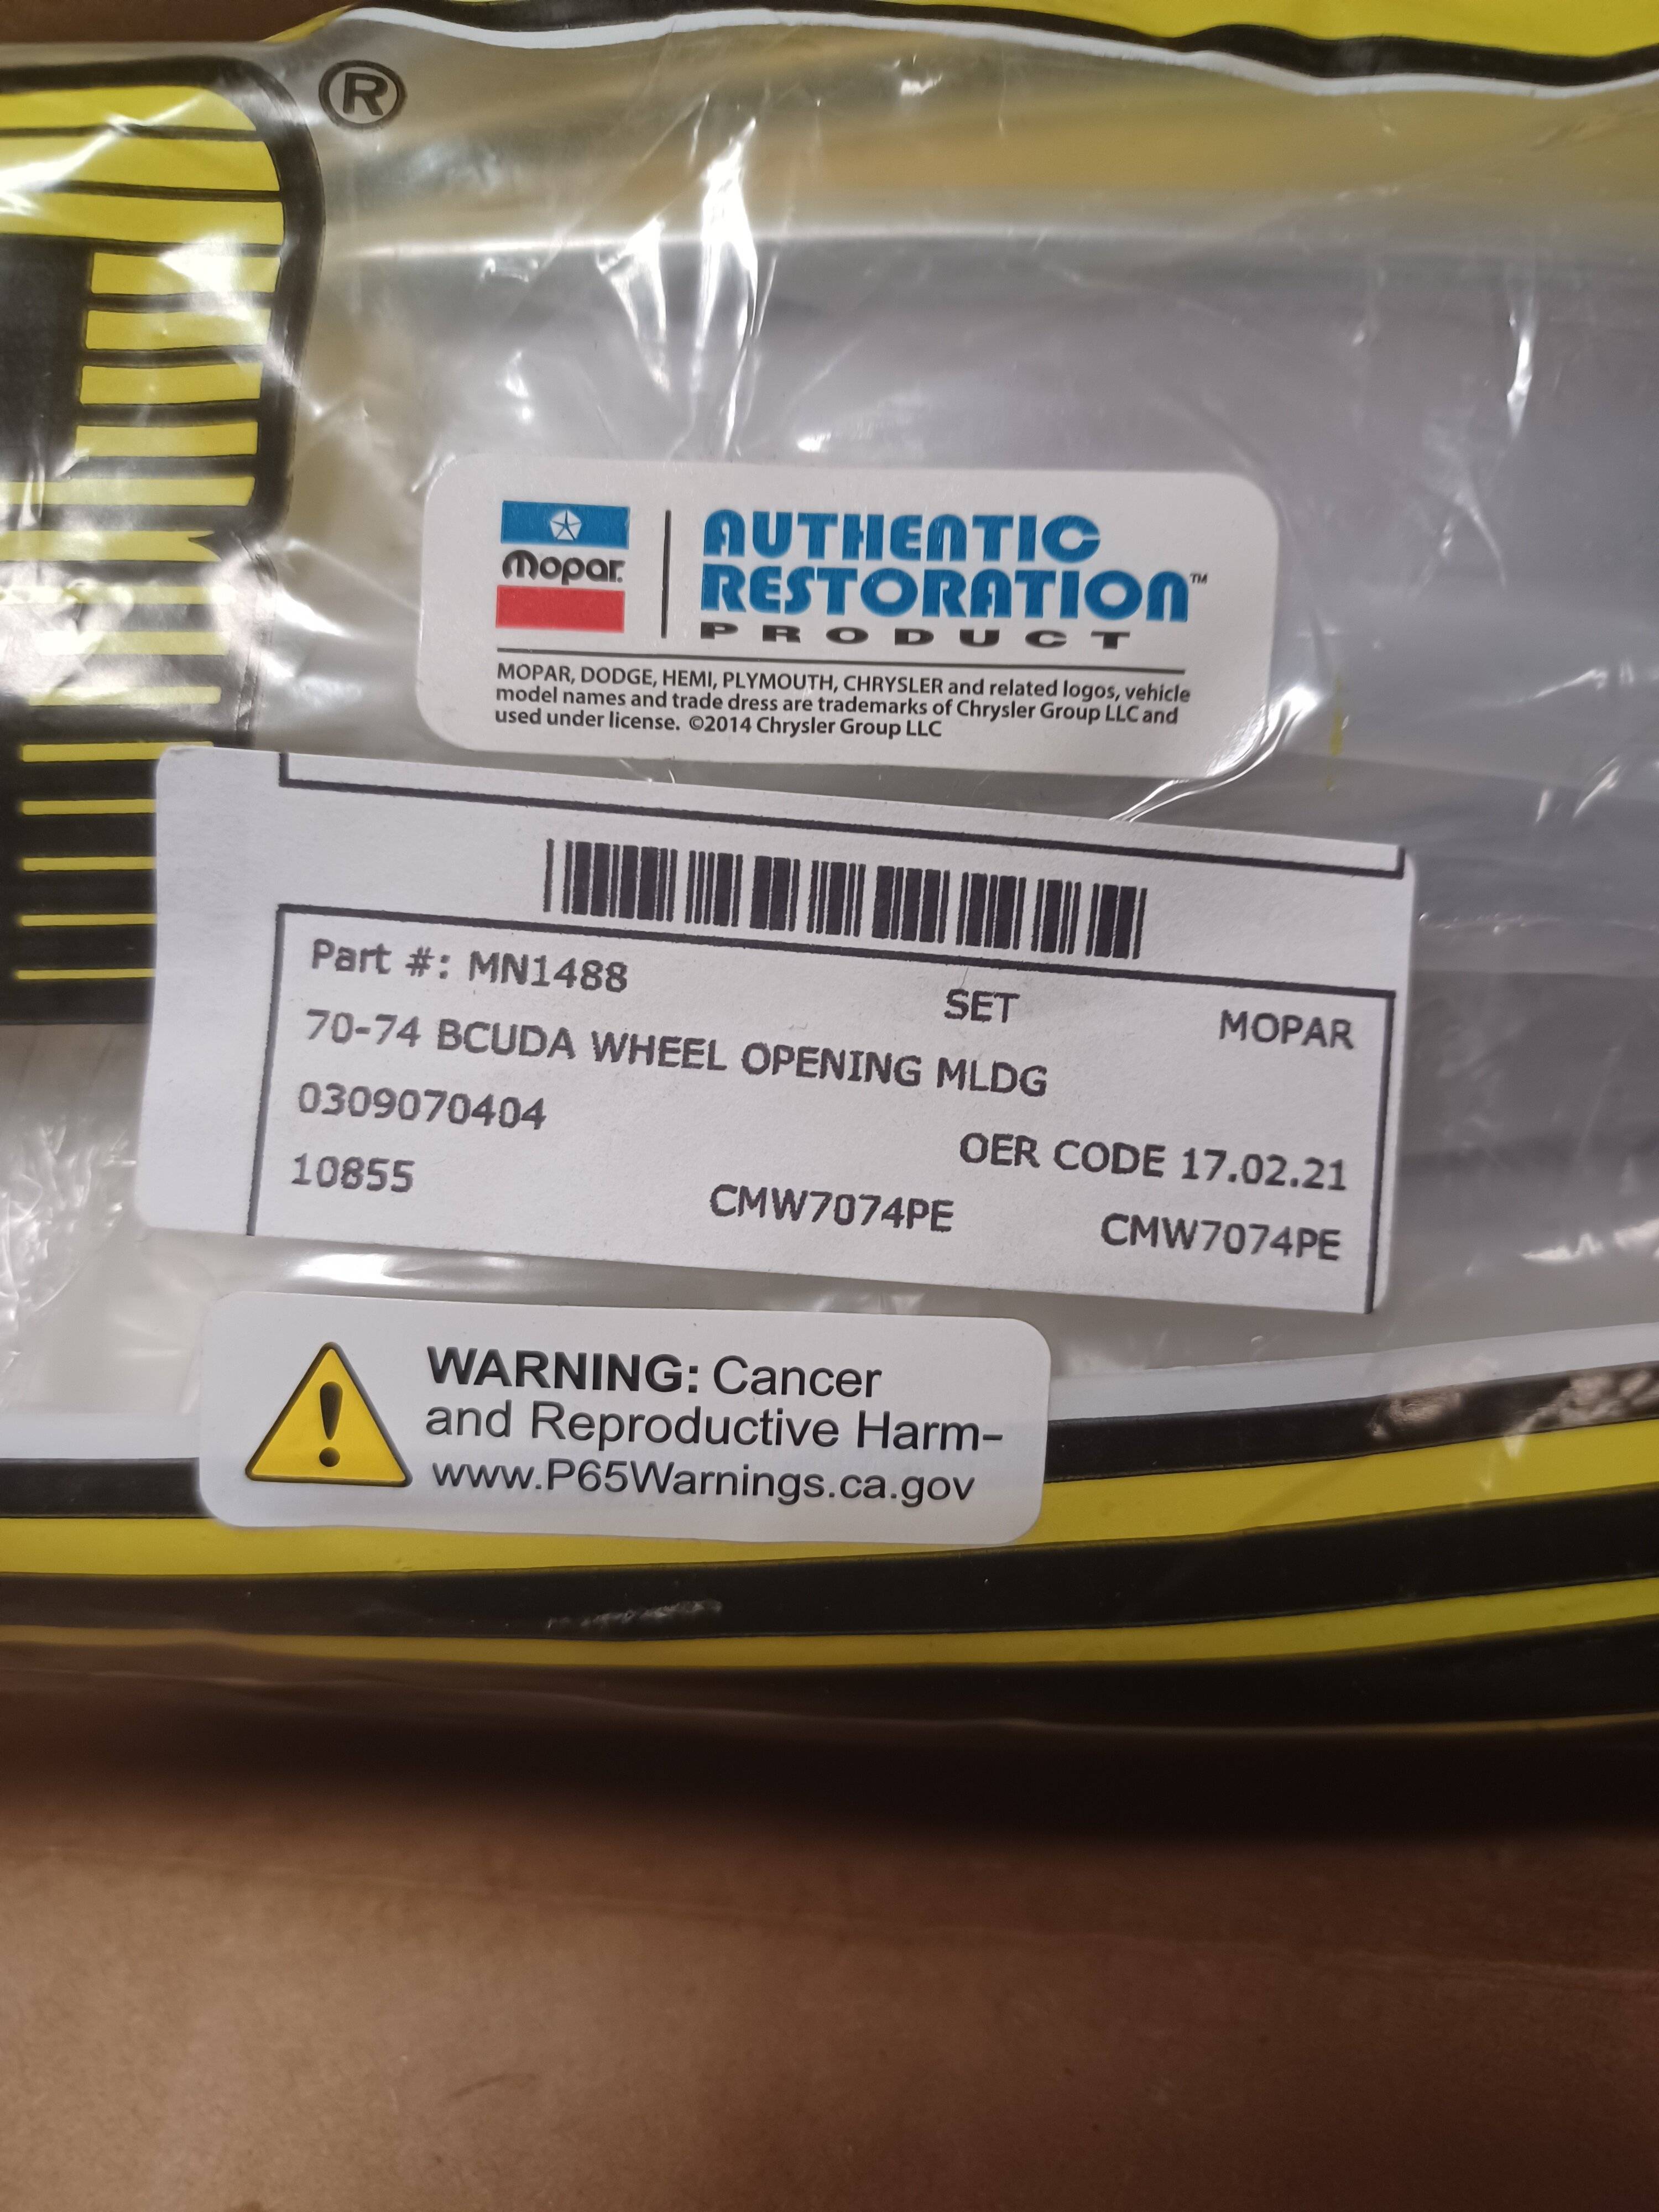 ®
Mopar
AUTHENTIC
RESTORATION™
PRODUCT
MOPAR, DODGE, HEMI, PLYMOUTH, CHRYSLER and related logos, vehicle
model names and trade dress are trademarks of Chrysler Group LLC and
used under license. ©2014 Chrysler Group LLC
Part #: MN1488 SET MOPAR
70-74 BCUDA WHEEL OPENING MLDG
0309070404 OER CODE 17.02.21
10855 CMW7074PE CMW7074PE
WARNING: Cancer
and Reproductive Harm-
www.P65Warnings.ca.gov